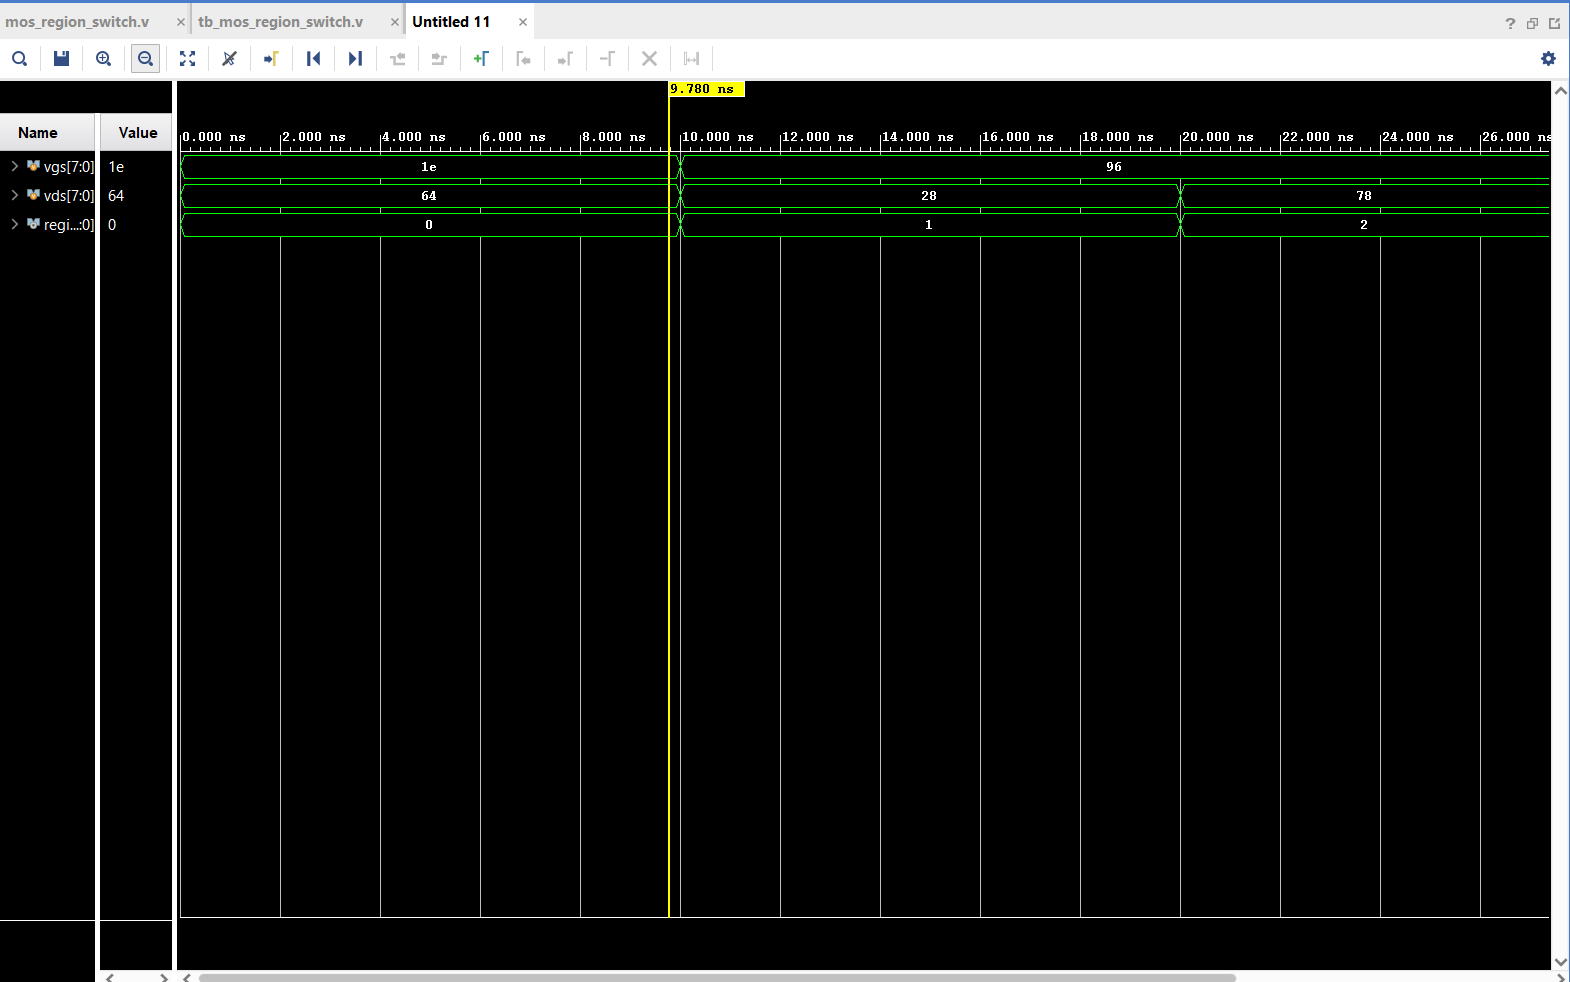 mos_region_switch.v × tb_mos_region_switch.v × Untitled 11 × ?
9.780 ns
Name Value 0.000 ns 2.000 ns 4.000 ns 6.000 ns 8.000 ns 10.000 ns 12.000 ns 14.000 ns 16.000 ns 18.000 ns 20.000 ns 22.000 ns 24.000 ns 26.000 ns
vgs[7:0] 1e 1e 96
vds[7:0] 64 64 28 78
regi...:0] 0 0 1 2